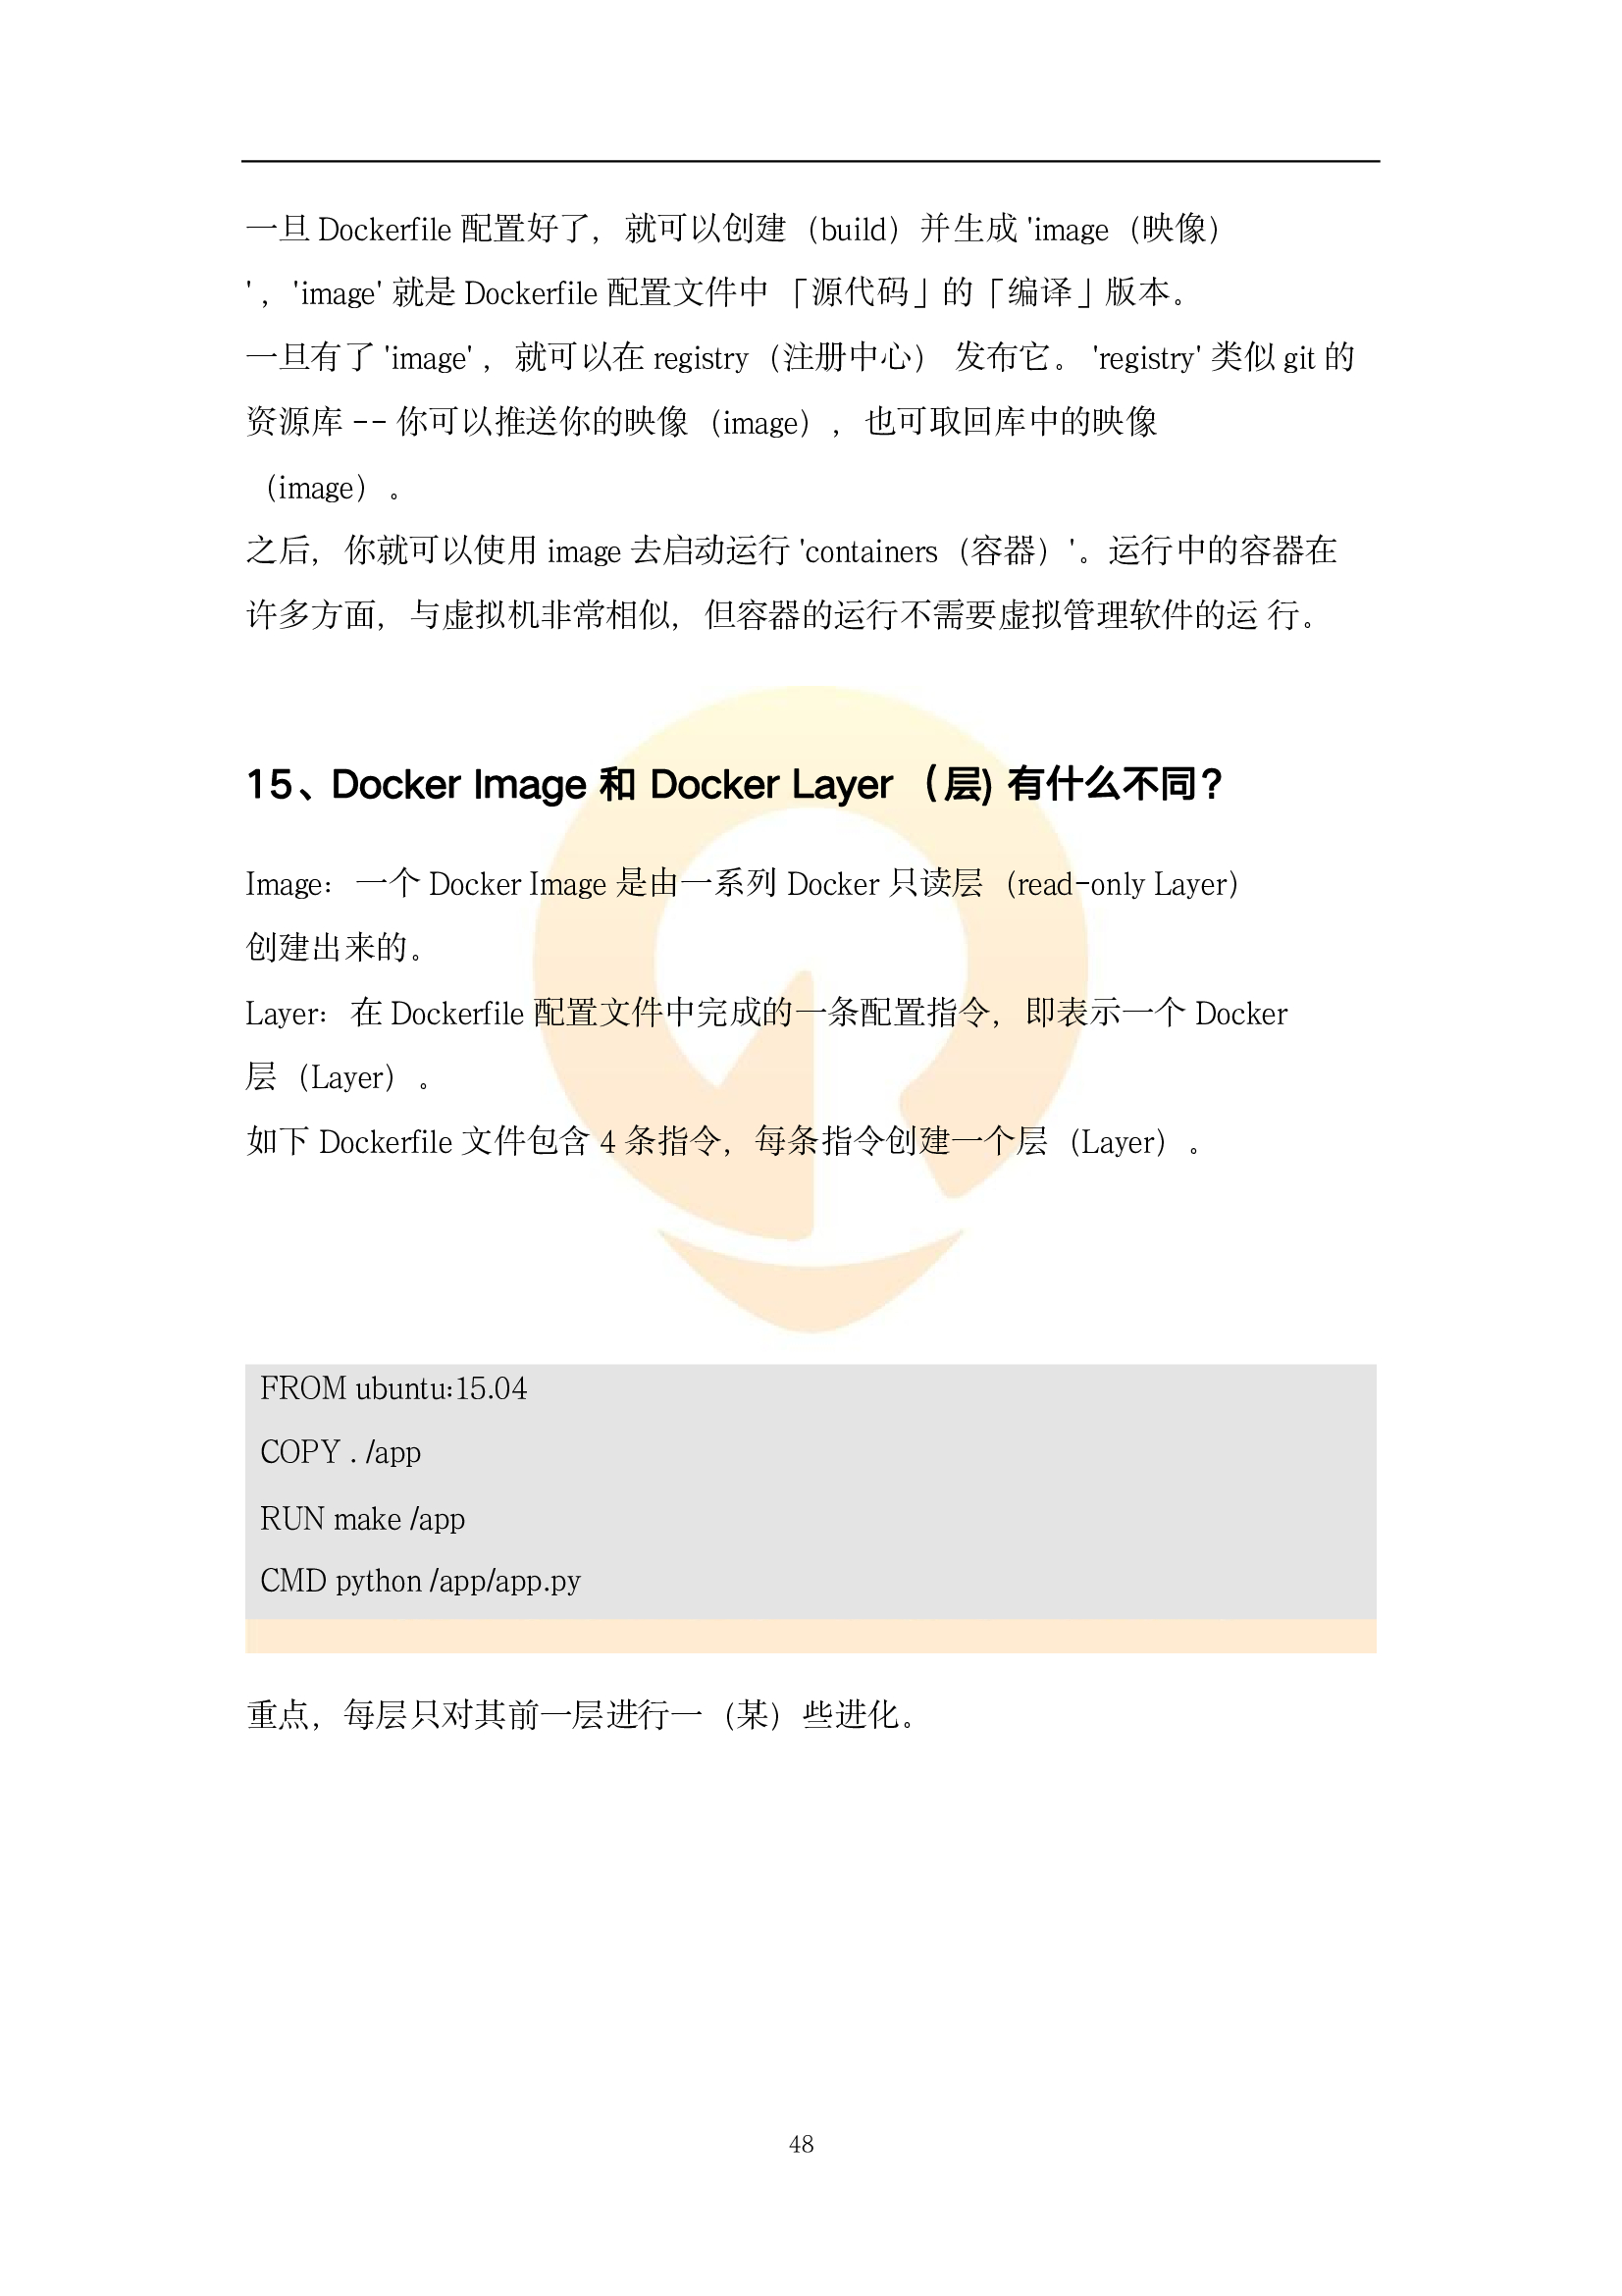 一旦 Dockerfile 配置好了，就可以创建（build）并生成 'image（映像）
'，'image' 就是 Dockerfile 配置文件中 「源代码」的「编译」版本。
一旦有了 'image' ，就可以在 registry（注册中心） 发布它。 'registry' 类似 git 的
资源库 -- 你可以推送你的映像（image），也可取回库中的映像
（image）。
之后，你就可以使用 image 去启动运行 'containers（容器）'。运行中的容器在
许多方面，与虚拟机非常相似，但容器的运行不需要虚拟管理软件的运 行。
15、Docker Image 和 Docker Layer （层) 有什么不同？
Image： 一个 Docker Image 是由一系列 Docker 只读层（read-only Layer）
创建出来的。
Layer： 在 Dockerfile 配置文件中完成的一条配置指令，即表示一个 Docker
层（Layer）。
如下 Dockerfile 文件包含 4 条指令，每条指令创建一个层（Layer）。
FROM ubuntu:15.04
COPY . /app
RUN make /app
CMD python /app/app.py
重点，每层只对其前一层进行一（某）些进化。
48